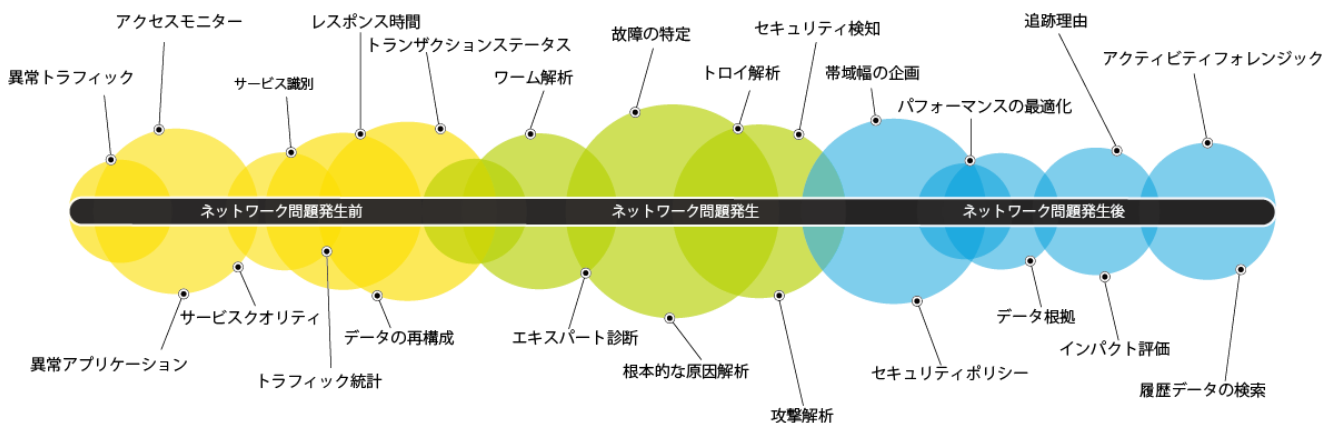 アクセスモニター
レスポンス時間
追跡理由
セキュリティ検知
故障の特定
トランザクションステータス
アクティビティフォレンジック
異常トラフィック
サービス識別
ワーム解析
トロイ解析
帯域幅の企画
パフォーマンスの最適化
ネットワーク問題発生前
ネットワーク問題発生
ネットワーク問題発生後
サービスクオリティ
データ根拠
データの再構成
エキスパート診断
インパクト評価
異常アプリケーション
トラフィック統計
根本的な原因解析
セキュリティポリシー
履歴データの検索
攻撃解析